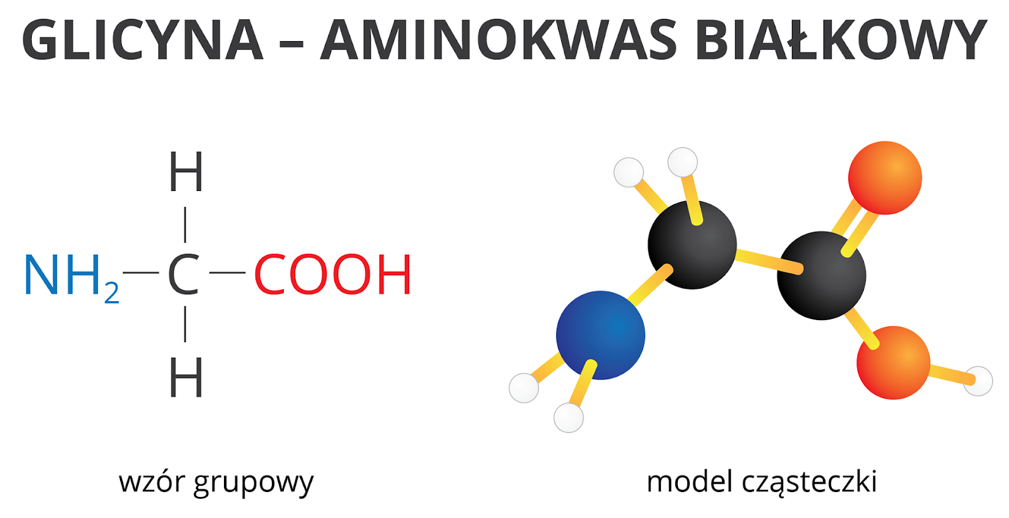 GLICYNA – AMINOKWAS BIAŁKOWY
H
NH₂—C—COOH
H
wzór grupowy
model cząsteczki